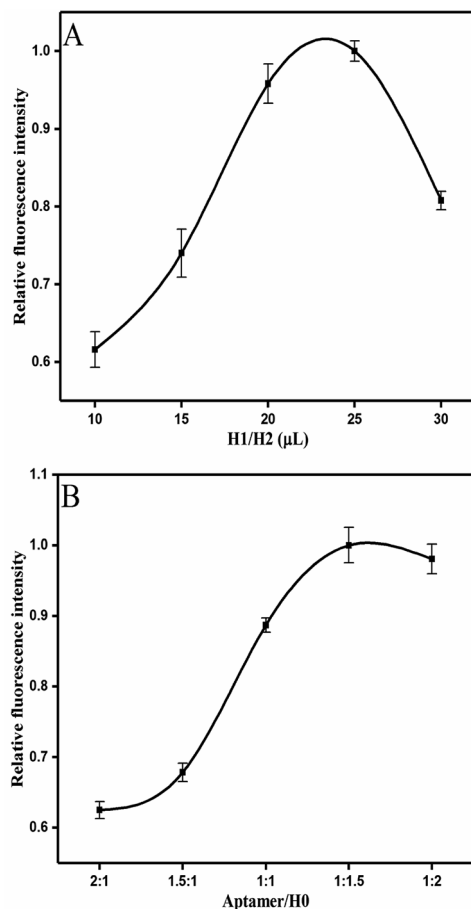 A
Relative fluorescence intensity
1.0
0.9
0.8
0.7
0.6
10 15 20 25 30
H1/H2 (µL)
B
Relative fluorescence intensity
1.1
1.0
0.9
0.8
0.7
0.6
2:1 1.5:1 1:1 1:1.5 1:2
Aptamer/H0